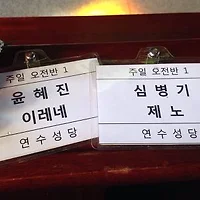 주일 오전반 1
윤 혜 진
이레네
연수성당
주일 오전반 1
심 병 기
제 노
연수성당